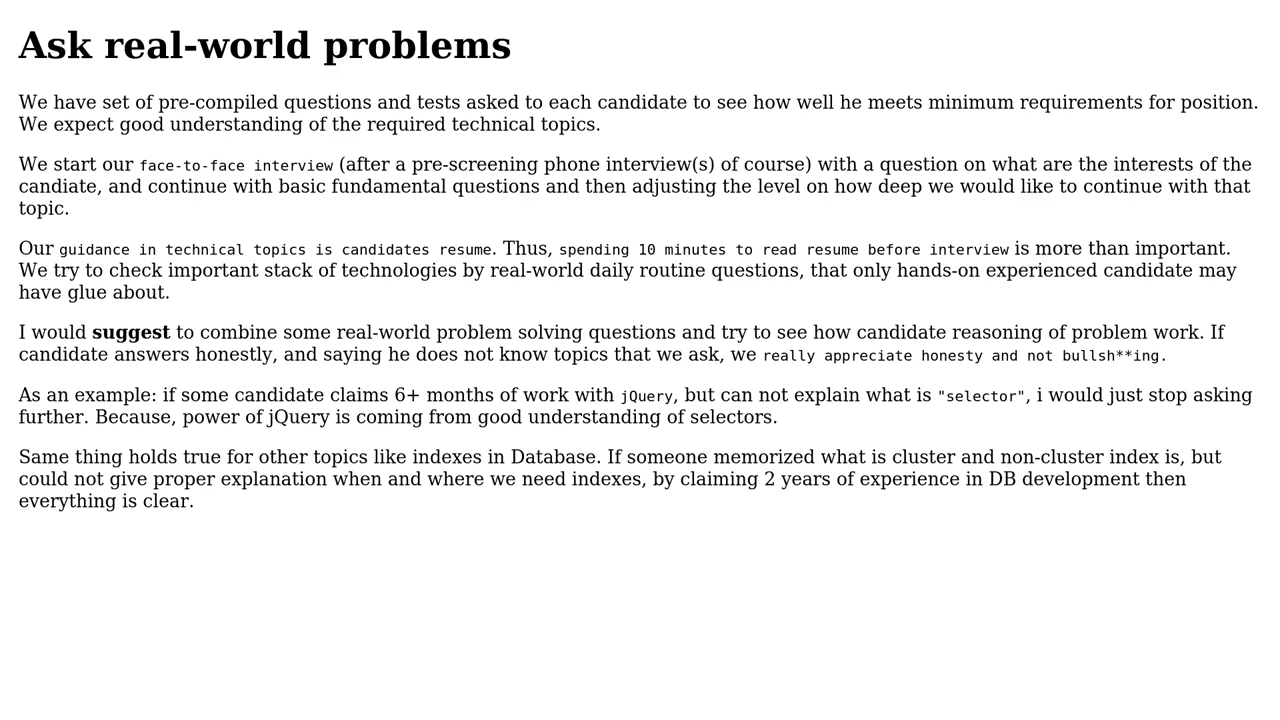 Ask real-world problems
We have set of pre-compiled questions and tests asked to each candidate to see how well he meets minimum requirements for position.
We expect good understanding of the required technical topics.
We start our face-to-face interview (after a pre-screening phone interview(s) of course) with a question on what are the interests of the
candiate, and continue with basic fundamental questions and then adjusting the level on how deep we would like to continue with that
topic.
Our guidance in technical topics is candidates resume. Thus, spending 10 minutes to read resume before interview is more than important.
We try to check important stack of technologies by real-world daily routine questions, that only hands-on experienced candidate may
have glue about.
I would suggest to combine some real-world problem solving questions and try to see how candidate reasoning of problem work. If
candidate answers honestly, and saying he does not know topics that we ask, we really appreciate honesty and not bullsh**ing.
As an example: if some candidate claims 6+ months of work with jQuery, but can not explain what is "selector", i would just stop asking
further. Because, power of jQuery is coming from good understanding of selectors.
Same thing holds true for other topics like indexes in Database. If someone memorized what is cluster and non-cluster index is, but
could not give proper explanation when and where we need indexes, by claiming 2 years of experience in DB development then
everything is clear.